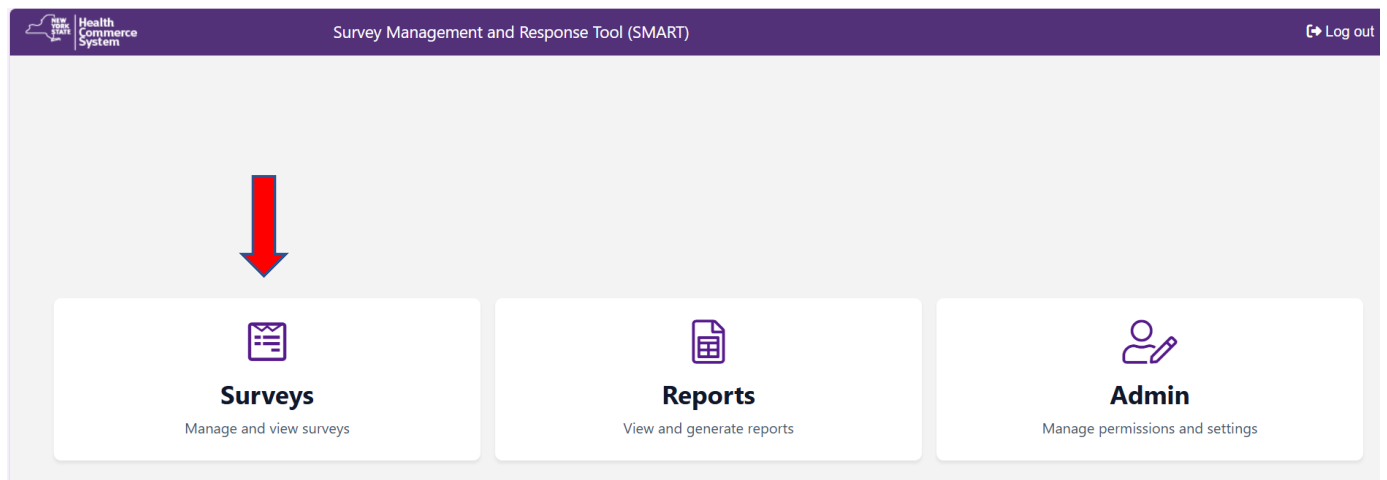 NEW YORK STATE
Health Commerce System
Survey Management and Response Tool (SMART)
Log out
Surveys
Manage and view surveys
Reports
View and generate reports
Admin
Manage permissions and settings